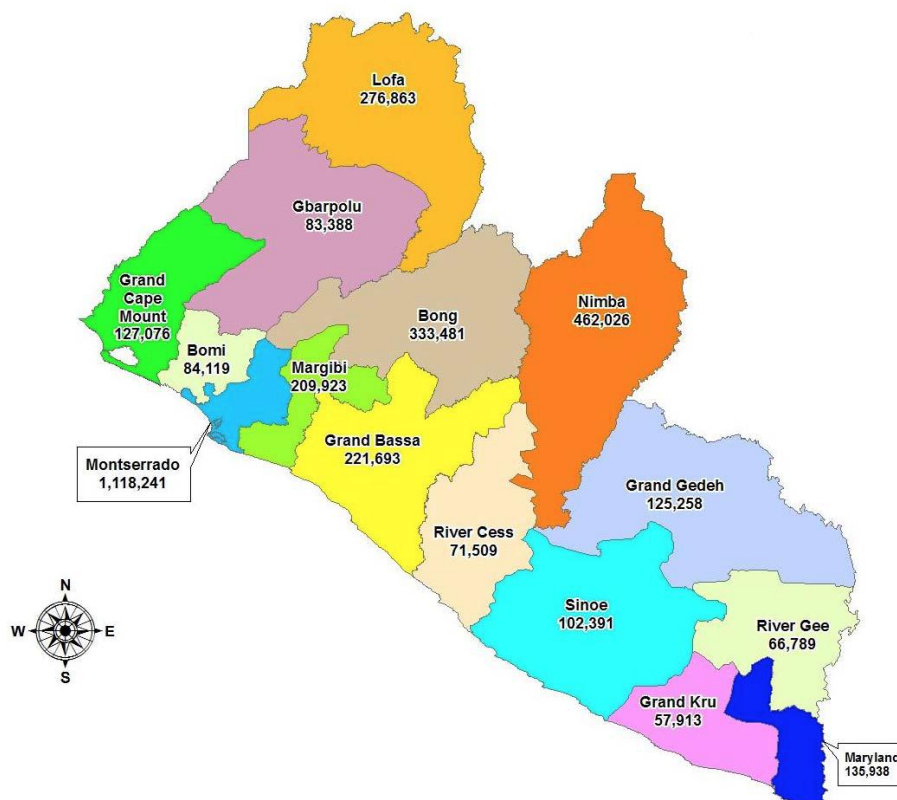 Lofa
276,863
Gbarpolu
83,388
Grand
Cape
Mount
127,076
Bong
333,481
Nimba
462,026
Bomi
84,119
Margibi
209,923
Grand Bassa
221,693
Montserrado
1,118,241
Grand Gedeh
125,258
River Cess
71,509
Sinoe
102,391
River Gee
66,789
Grand Kru
57,913
Maryland
135,938
N
W
E
S